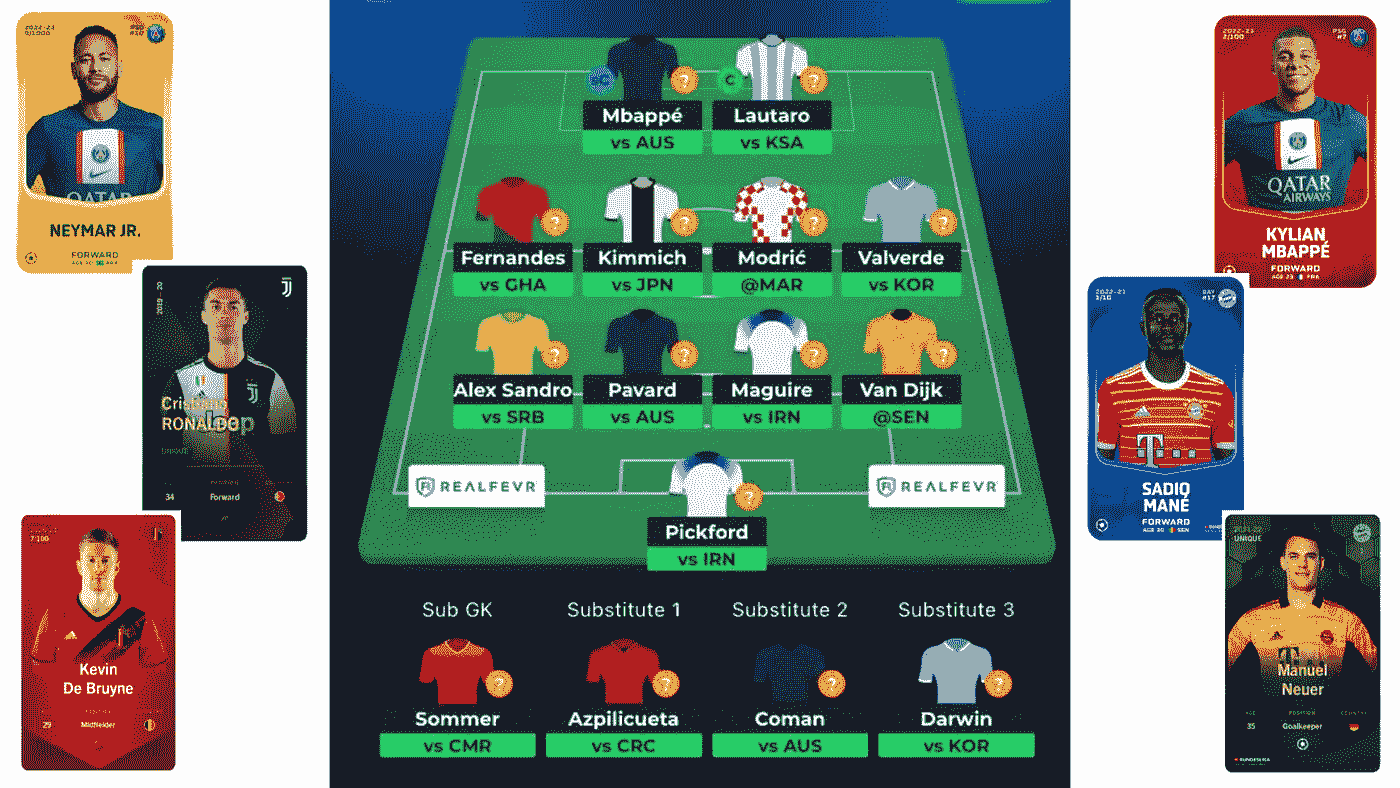 2022-23
PSG
#10
NEYMAR JR.
FORWARD
2019 - 20
Cristiano
RONALDO
UNIQUE
34
Forward
7/100
Kevin
De Bruyne
29
Midfielder
C
Mbappé
vs AUS
Lautaro
vs KSA
Fernandes
vs GHA
Kimmich
vs JPN
Modrić
@MAR
Valverde
vs KOR
Alex Sandro
vs SRB
Pavard
vs AUS
Maguire
vs IRN
Van Dijk
@SEN
REALFEVR
REALFEVR
Pickford
vs IRN
Sub GK
Substitute 1
Substitute 2
Substitute 3
Sommer
vs CMR
Azpilicueta
vs CRC
Coman
vs AUS
Darwin
vs KOR
2022-23
2/100
PSG
#7
QATAR
AIRWAYS
KYLIAN
MBAPPÉ
FORWARD
AGE 23 FRA
2022-23
BAY
#17
T
SADIO
MANÉ
FORWARD
AGE 30 SEN
UNIQUE
Manuel
Neuer
AGE
POSITION
COUNTRY
35
Goalkeeper
BUNDESLIGA